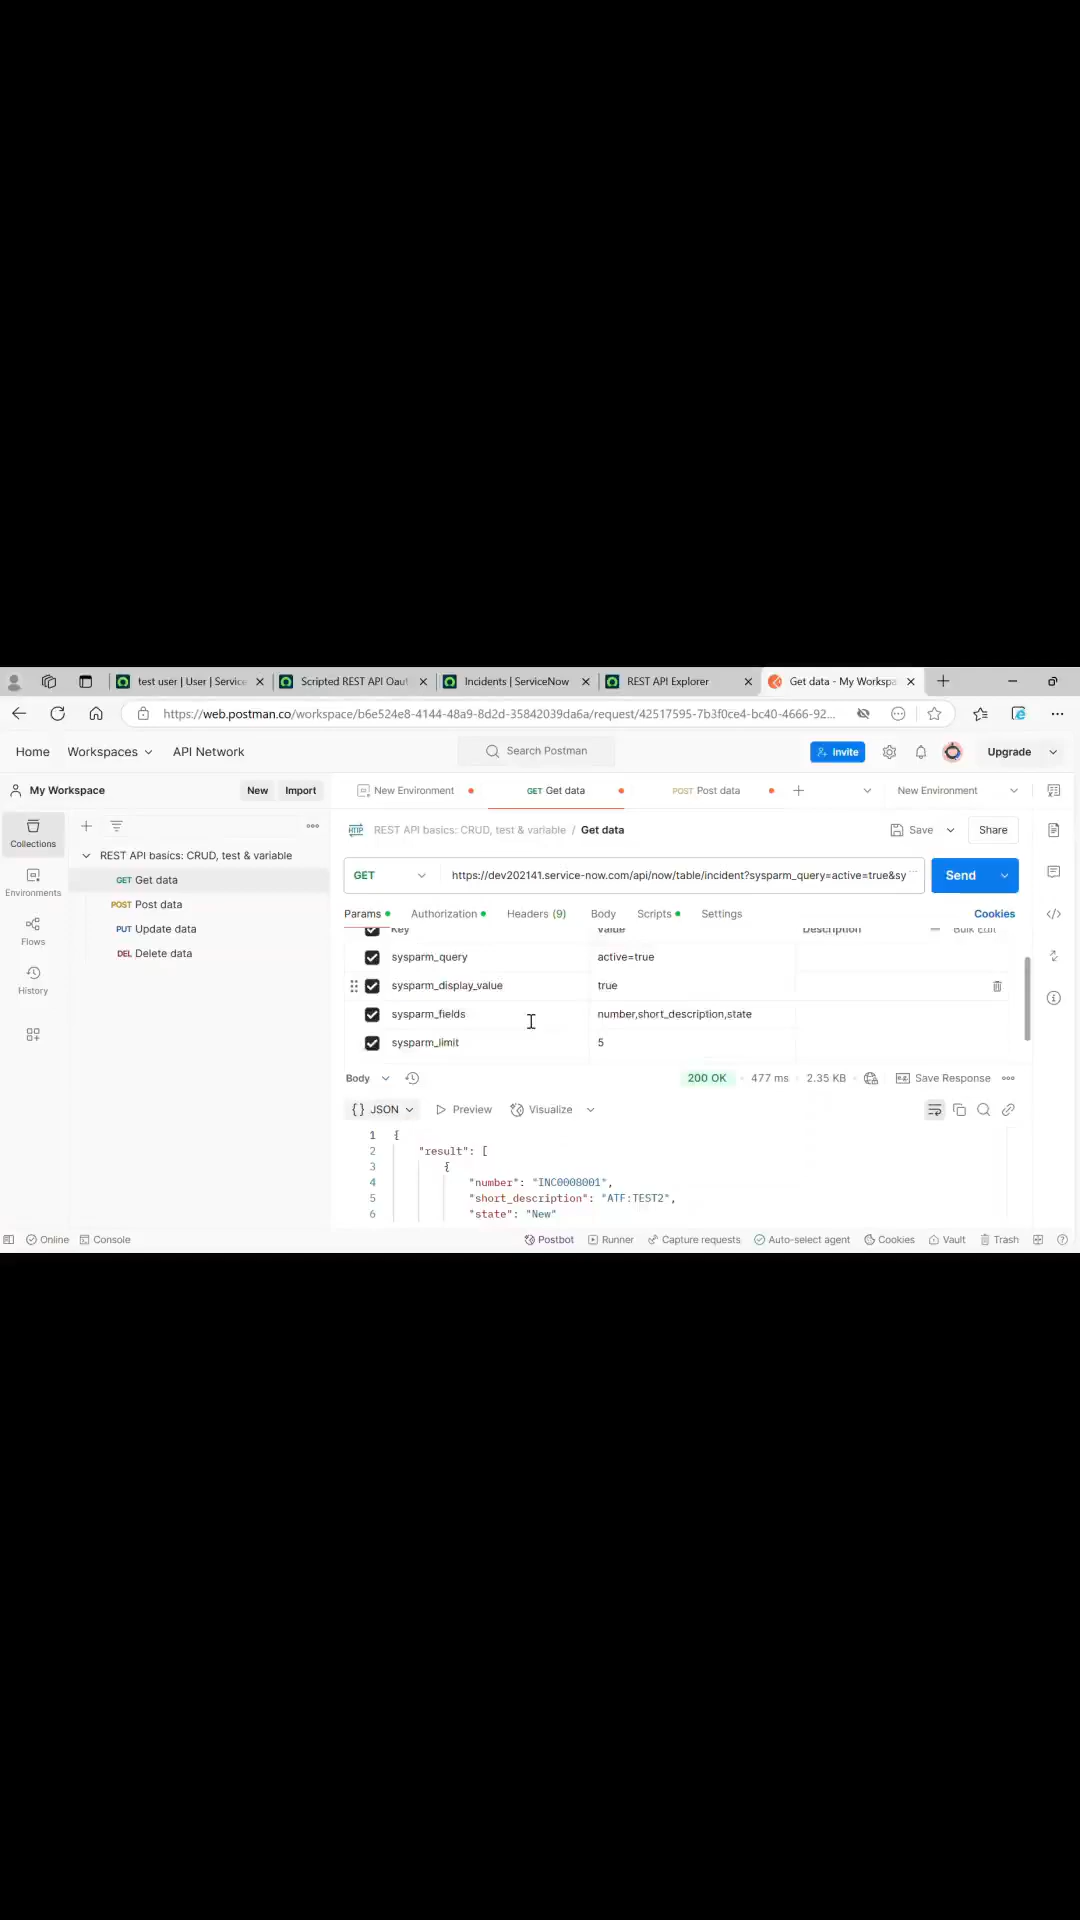 test user | User | Service
Scripted REST API Oaut
Incidents | ServiceNow
REST API Explorer
Get data - My Workspa
https://web.postman.co/workspace/b6e524e8-4144-48a9-8d2d-35842039da6a/request/42517595-7b3f0ce4-bc40-4666-92...
Home
Workspaces
API Network
Search Postman
Invite
Upgrade
My Workspace
New
Import
New Environment
GET Get data
POST Post data
New Environment
Collections
Environments
Flows
History
REST API basics: CRUD, test & variable
GET Get data
POST Post data
PUT Update data
DEL Delete data
HTTP
REST API basics: CRUD, test & variable / Get data
Save
Share
GET
https://dev202141.service-now.com/api/now/table/incident?sysparm_query=active=true&sy
Send
Params
Authorization
Headers (9)
Body
Scripts
Settings
Cookies
Key
Value
Description
Bulk Edit
sysparm_query
active=true
sysparm_display_value
true
sysparm_fields
number,short_description,state
sysparm_limit
5
Body
200 OK
477 ms
2.35 KB
Save Response
{} JSON
Preview
Visualize
1 {
2 "result": [
3 {
4 "number": "INC0008001",
5 "short_description": "ATF:TEST2",
6 "state": "New"
Online
Console
Postbot
Runner
Capture requests
Auto-select agent
Cookies
Vault
Trash